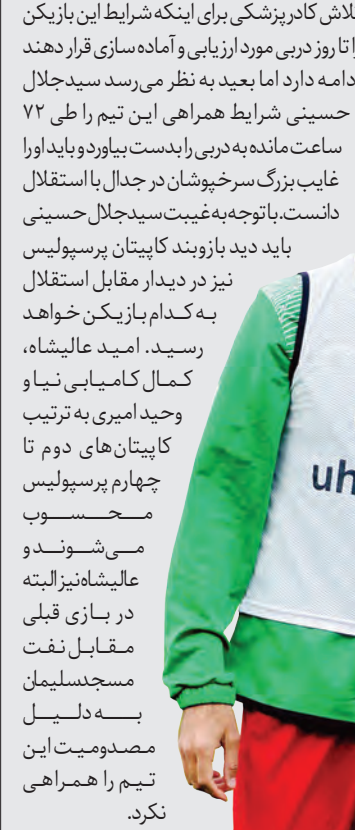 تلاش کادر پزشکی برای اینکه شرایط این بازیکن
را تا روز دربی مورد ارزیابی و آماده سازی قرار دهند
ادامه دارد اما بعید به نظر می رسد سیدجلال
حسینی شرایط همراهی این تیم را طی ۷۲
ساعت مانده به دربی را بدست بیاورد و باید او را
غایب بزرگ سرخپوشان در جدال با استقلال
دانست. با توجه به غیبت سیدجلال حسینی
باید دید بازوبند کاپیتان پرسپولیس
نیز در دیدار مقابل استقلال
به کدام بازیکن خواهد
رسید. امید عالیشاه،
کمال کامیابی نیا و
وحید امیری به ترتیب
کاپیتان های دوم تا
چهارم پرسپولیس
محسوب
می شوند و
عالیشاه نیز البته
در بازی قبلی
مقابل نفت
مسجدسلیمان
به دلیل
مصدومیت این
تیم را همراهی
نکرد.
uh